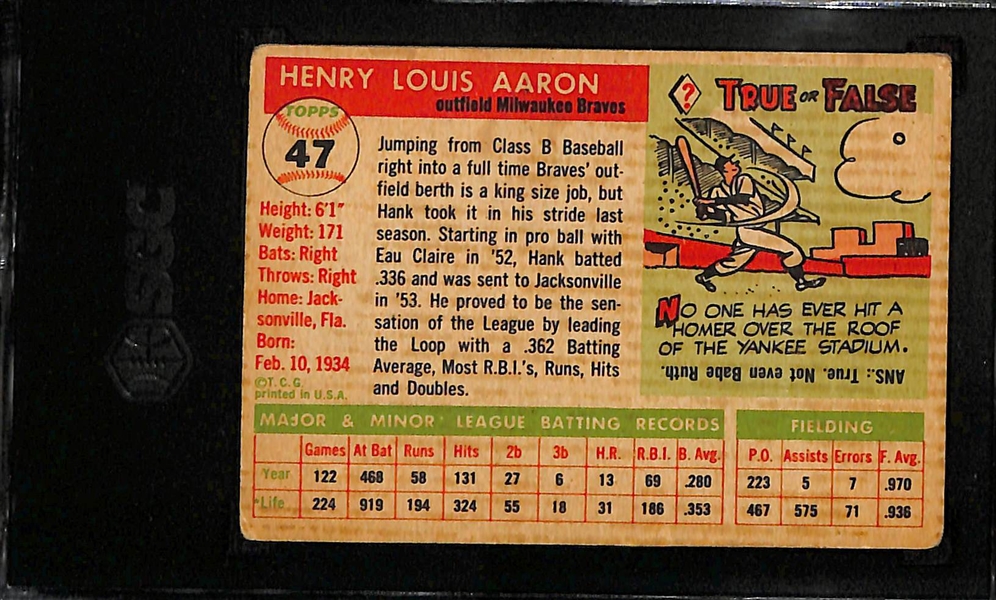 HENRY LOUIS AARON
outfield Milwaukee Braves
TOPPS
47
Height: 6'1"
Weight: 171
Bats: Right
Throws: Right
Home: Jack-
sonville, Fla.
Born:
Feb. 10, 1934
©T. C. G.
printed in U.S.A.
Jumping from Class B Baseball
right into a full time Braves' out-
field berth is a king size job, but
Hank took it in his stride last
season. Starting in pro ball with
Eau Claire in '52, Hank batted
.336 and was sent to Jacksonville
in '53. He proved to be the sen-
sation of the League by leading
the Loop with a .362 Batting
Average, Most R.B.I.'s, Runs, Hits
and Doubles.
? TRUE OR FALSE
NO ONE HAS EVER HIT A
HOMER OVER THE ROOF
OF THE YANKEE STADIUM.
ANS.: True. Not even Babe Ruth.
MAJOR & MINOR LEAGUE BATTING RECORDS
Games At Bat Runs Hits 2b 3b H.R. R.B.I. B. Avg.
Year 122 468 58 131 27 6 13 69 .280
*Life 224 919 194 324 55 18 31 186 .353
FIELDING
P.O. Assists Errors F. Avg.
223 5 7 .970
467 575 71 .936
SGC